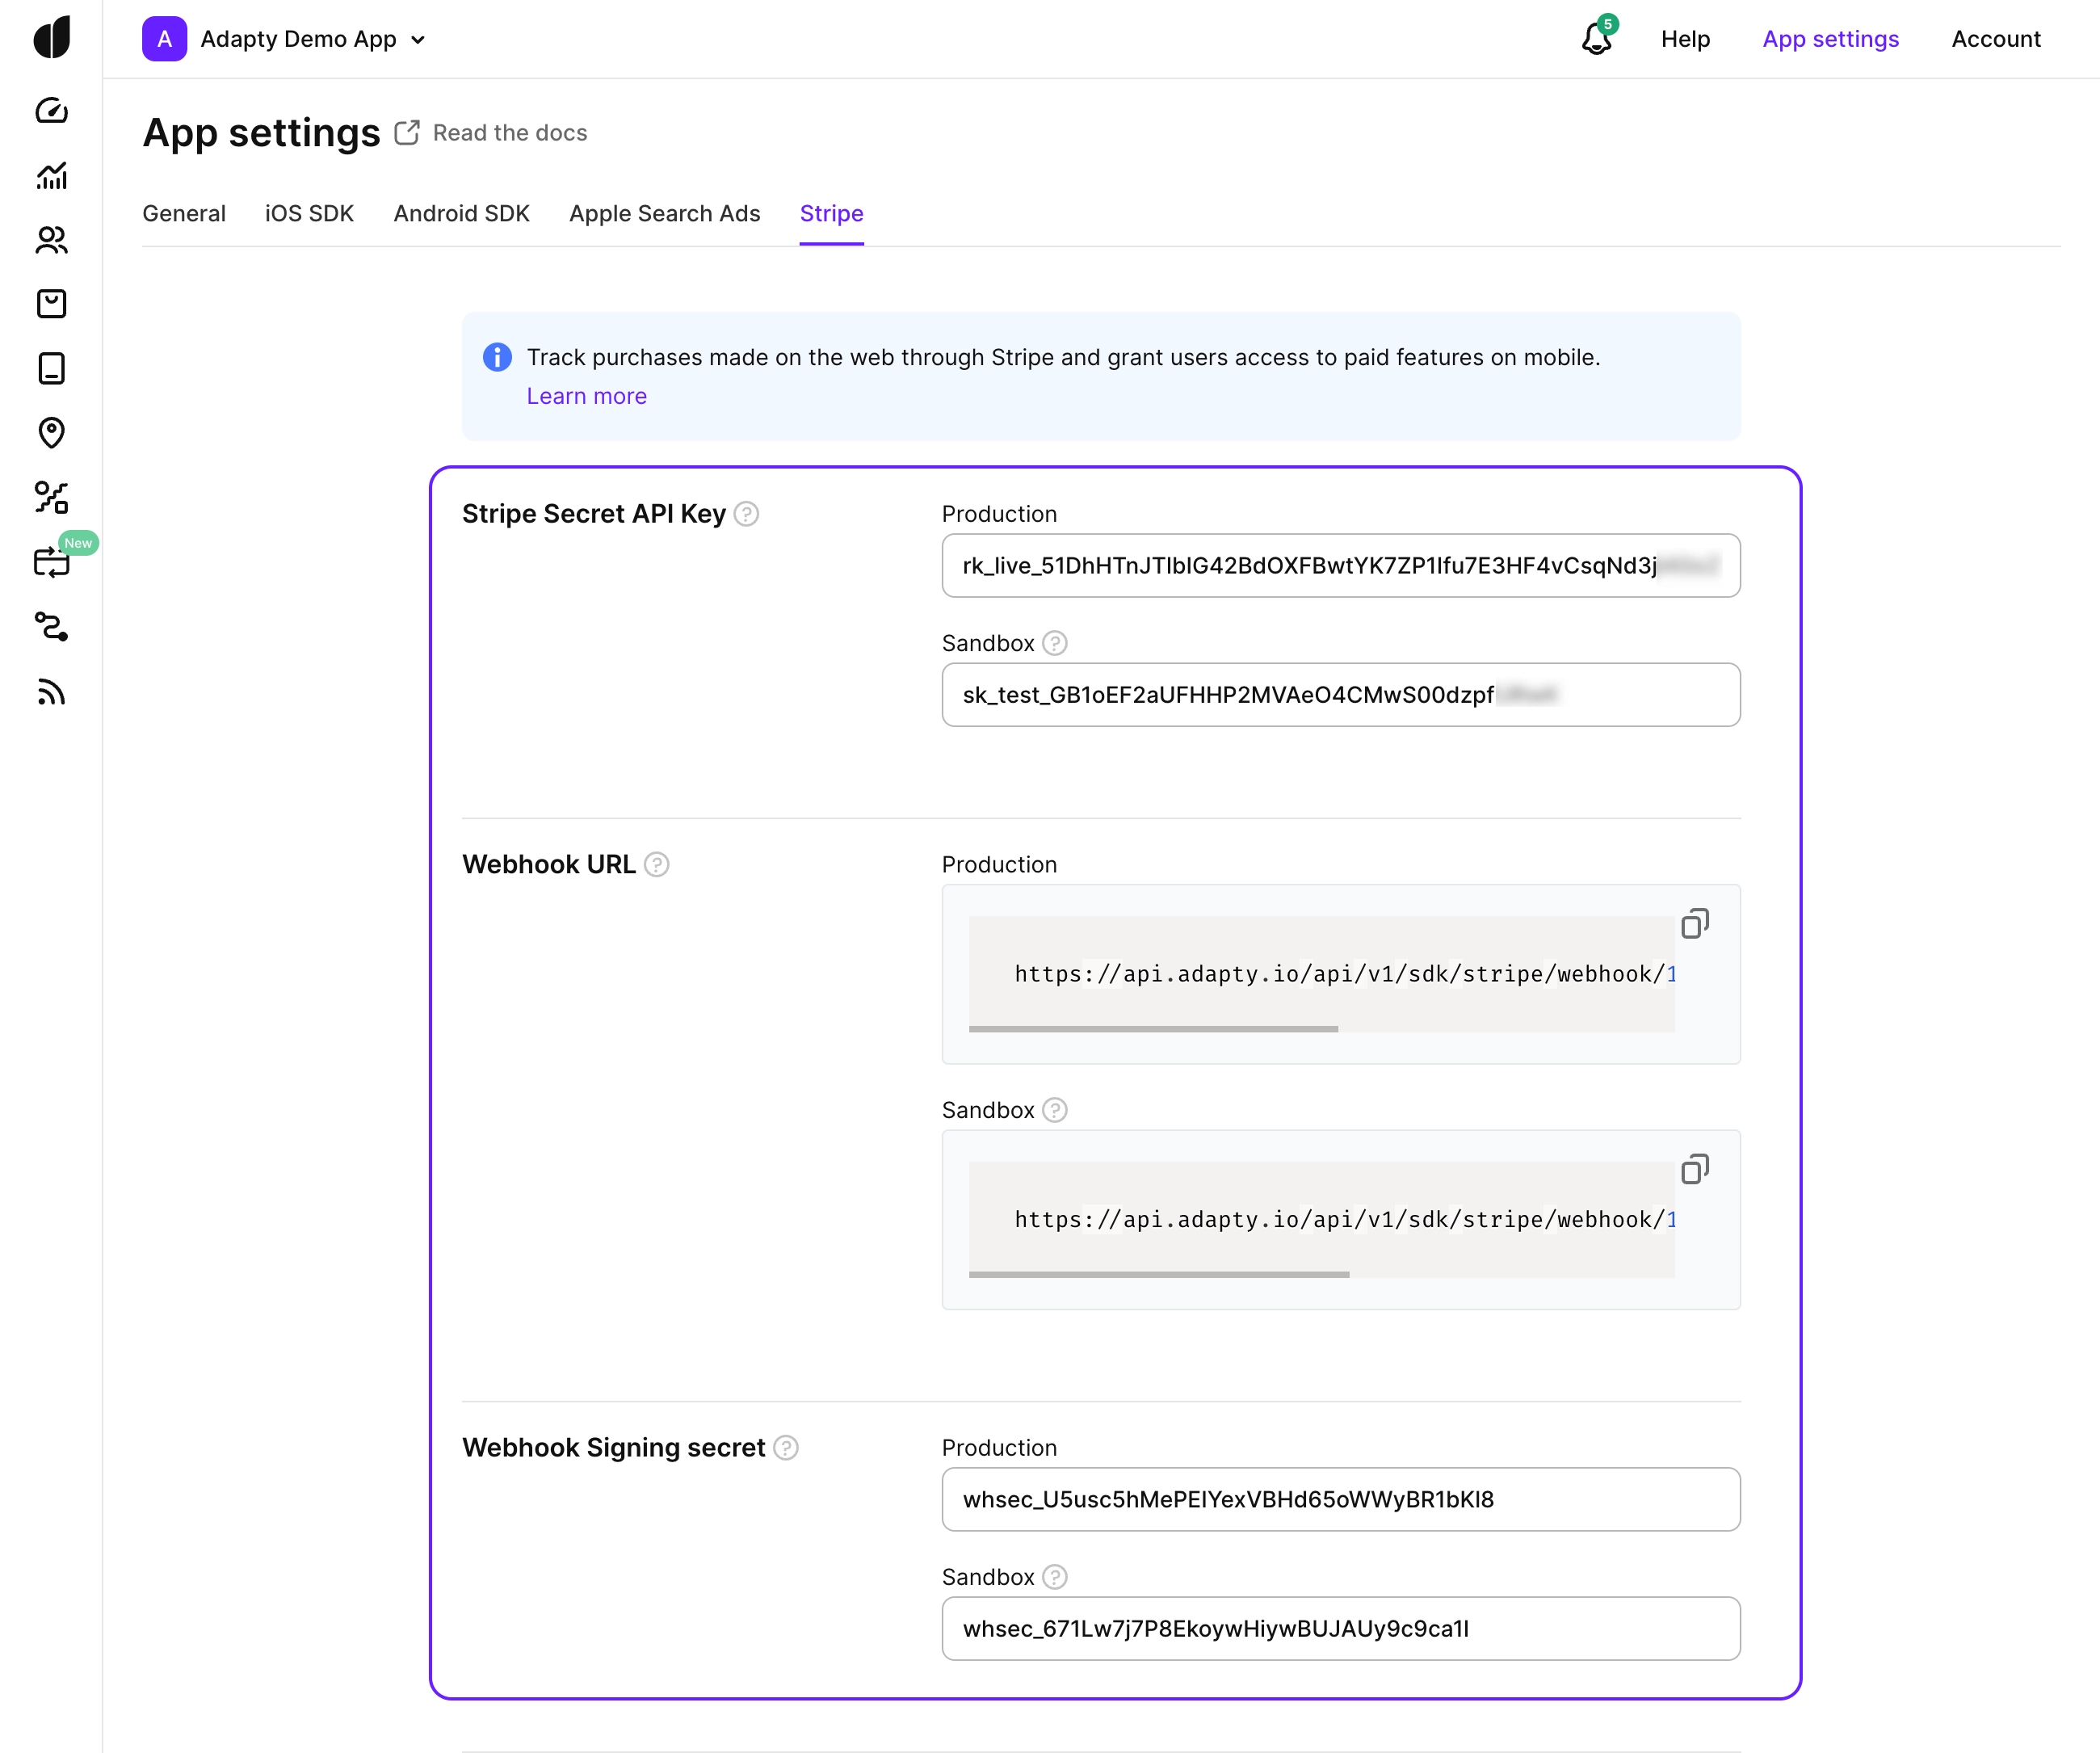 A Adapty Demo App
5
Help
App settings
Account
App settings
Read the docs
General
iOS SDK
Android SDK
Apple Search Ads
Stripe
Track purchases made on the web through Stripe and grant users access to paid features on mobile.
Learn more
Stripe Secret API Key
Production
rk_live_51DhHTnJTIbIG42BdOXFBwtYK7ZP1Ifu7E3HF4vCsqNd3j
Sandbox
sk_test_GB1oEF2aUFHHP2MVAeO4CMwS00dzpf
New
Webhook URL
Production
https://api.adapty.io/api/v1/sdk/stripe/webhook/1
Sandbox
https://api.adapty.io/api/v1/sdk/stripe/webhook/1
Webhook Signing secret
Production
whsec_U5usc5hMePEIYexVBHd65oWWyBR1bKI8
Sandbox
whsec_671Lw7j7P8EkoywHiywBUJAUy9c9ca1I